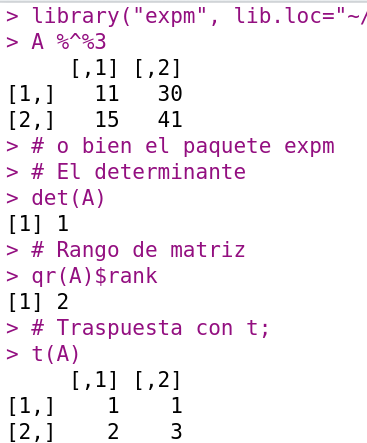 > library("expm", lib.loc="~/
> A %^%3
[,1] [,2]
[1,] 11 30
[2,] 15 41
> # o bien el paquete expm
> # El determinante
> det(A)
[1] 1
> # Rango de matriz
> qr(A)$rank
[1] 2
> # Traspuesta con t;
> t(A)
[,1] [,2]
[1,] 1 1
[2,] 2 3